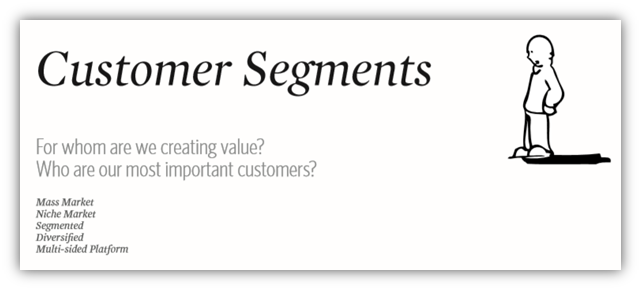 Customer Segments
For whom are we creating value?
Who are our most important customers?
Mass Market
Niche Market
Segmented
Diversified
Multi-sided Platform